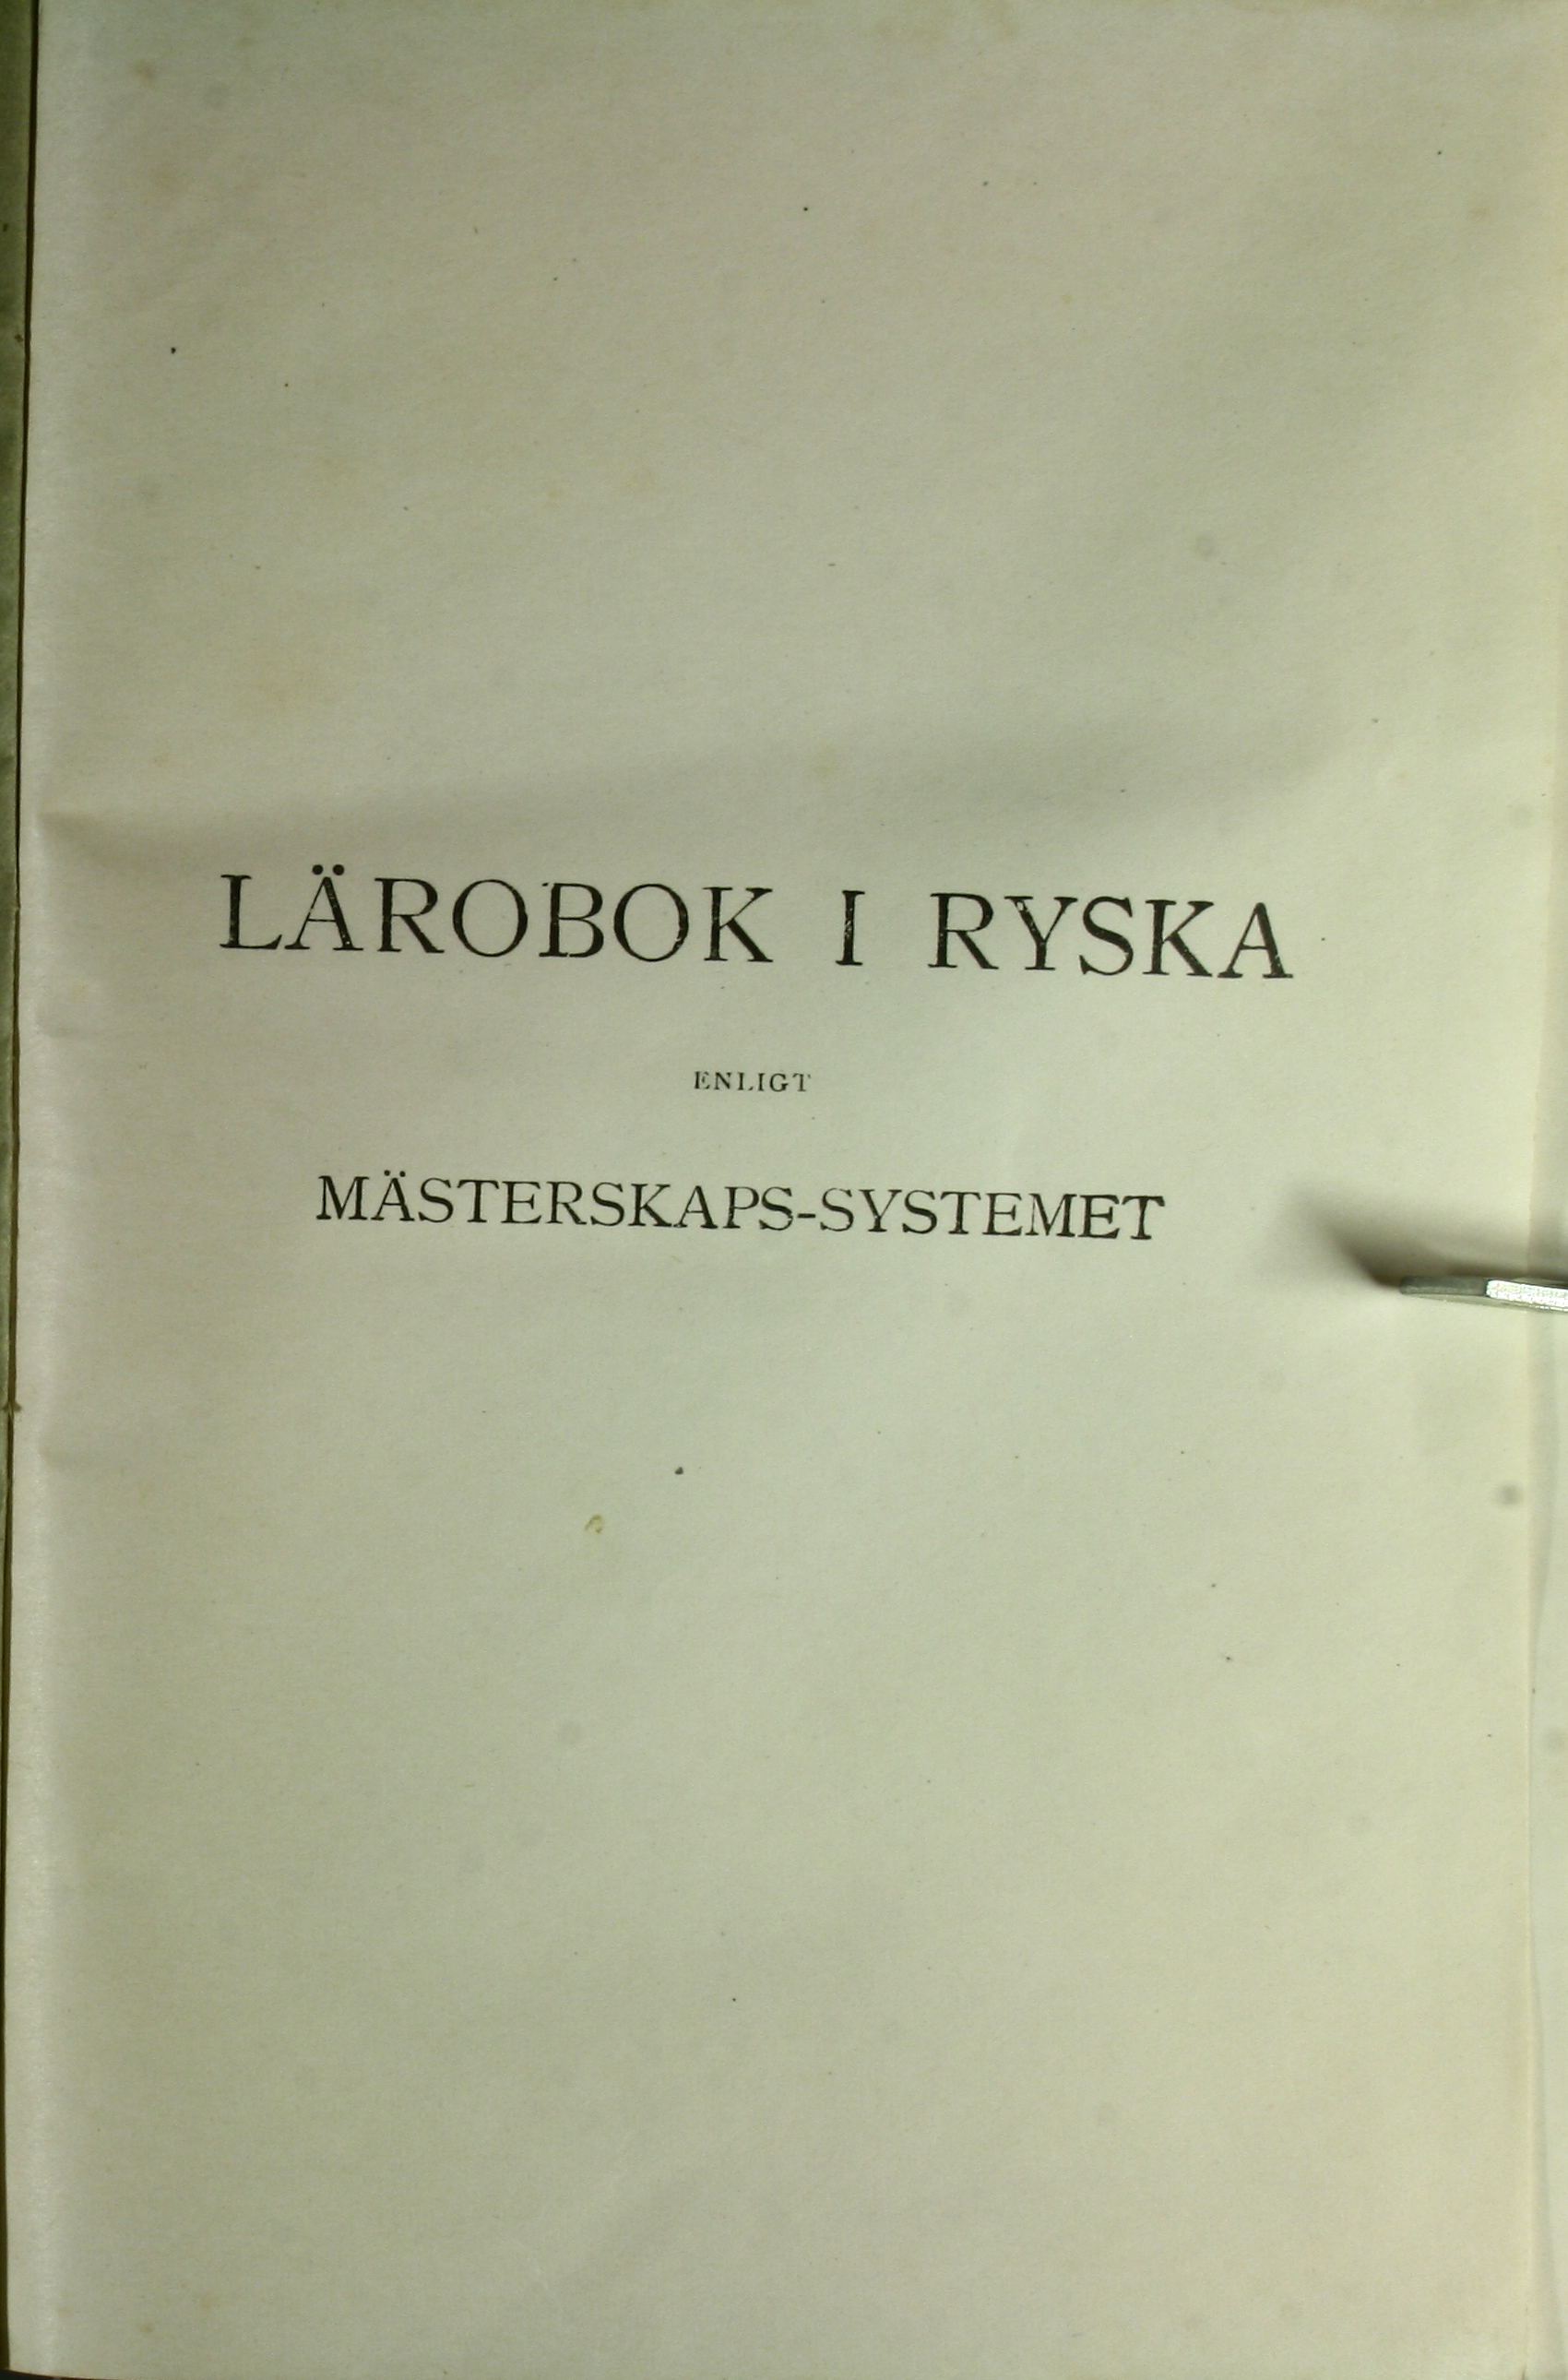 LÄROBOK I RYSKA
ENLIGT
MÄSTERSKAPS-SYSTEMET